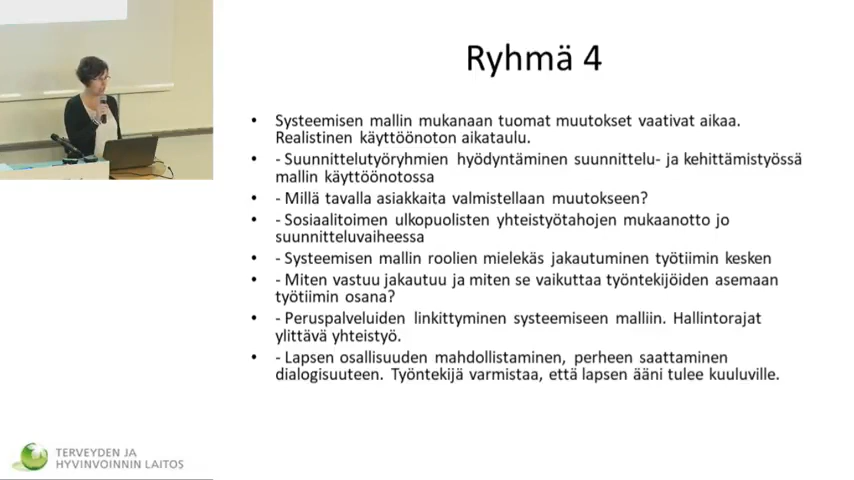 Ryhmä 4
• Systeemisen mallin mukanaan tuomat muutokset vaativat aikaa.
Realistinen käyttöönoton aikataulu.
• - Suunnittelutyöryhmien hyödyntäminen suunnittelu- ja kehittämistyössä
mallin käyttöönotossa
• - Millä tavalla asiakkaita valmistellaan muutokseen?
• - Sosiaalitoimen ulkopuolisten yhteistyötahojen mukaanotto jo
suunnitteluvaiheessa
• - Systeemisen mallin roolien mielekäs jakautuminen työtiimin kesken
• - Miten vastuu jakautuu ja miten se vaikuttaa työntekijöiden asemaan
työtiimin osana?
• - Peruspalveluiden linkittyminen systeemiseen malliin. Hallintorajat
ylittävä yhteistyö.
• - Lapsen osallisuuden mahdollistaminen, perheen saattaminen
dialogisuuteen. Työntekijä varmistaa, että lapsen ääni tulee kuuluville.
TERVEYDEN JA
HYVINVOINNIN LAITOS